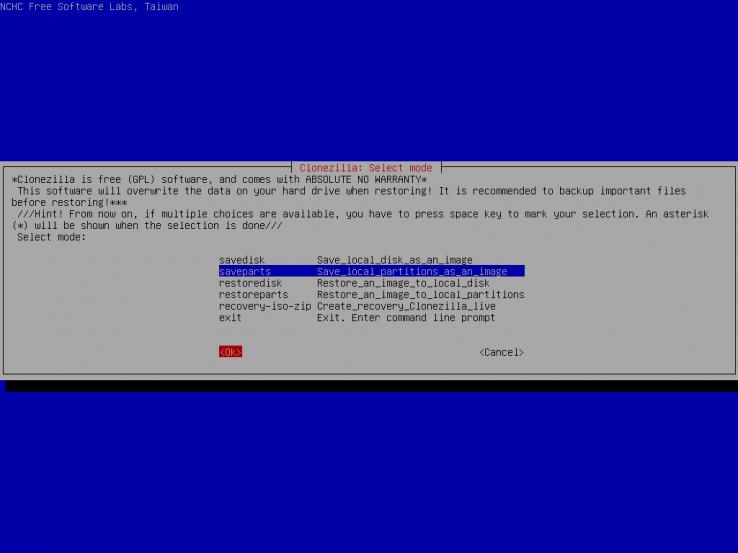 NCHC Free Software Labs, Taiwan
Clonezilla: Select mode
*Clonezilla is free (GPL) software, and comes with ABSOLUTE NO WARRANTY*
This software will overwrite the data on your hard drive when restoring! It is recommended to backup important files
before restoring!***
///Hint! From now on, if multiple choices are available, you have to press space key to mark your selection. An asterisk
(*) will be shown when the selection is done///
Select mode:
savedisk Save_local_disk_as_an_image
saveparts Save_local_partitions_as_an_image
restoredisk Restore_an_image_to_local_disk
restoreparts Restore_an_image_to_local_partitions
recovery-iso-zip Create_recovery_Clonezilla_live
exit Exit. Enter command line prompt
<Ok> <Cancel>